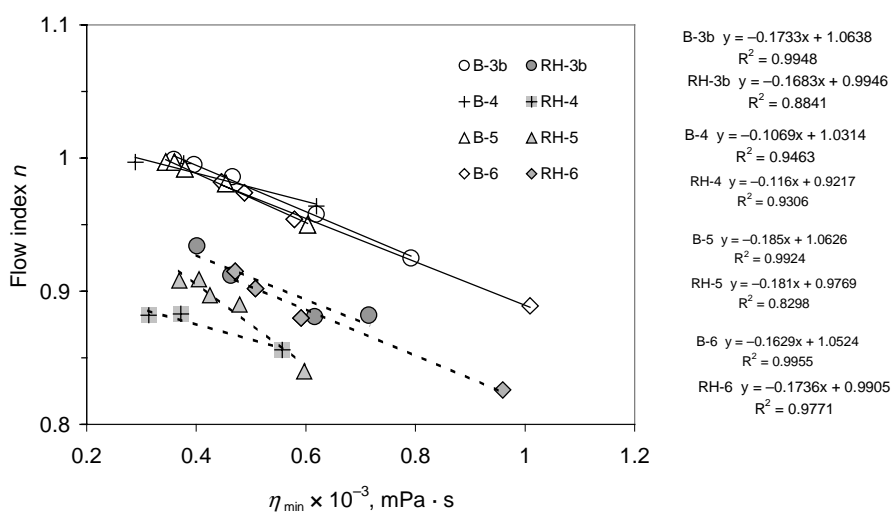 1.1
1
0.9
0.8
Flow index n
0.2
0.4
0.6
0.8
1
1.2
η min × 10⁻³, mPa · s
B-3b RH-3b
B-4 RH-4
B-5 RH-5
B-6 RH-6
B-3b y = –0.1733x + 1.0638
R² = 0.9948
RH-3b y = –0.1683x + 0.9946
R² = 0.8841
B-4 y = –0.1069x + 1.0314
R² = 0.9463
RH-4 y = –0.116x + 0.9217
R² = 0.9306
B-5 y = –0.185x + 1.0626
R² = 0.9924
RH-5 y = –0.181x + 0.9769
R² = 0.8298
B-6 y = –0.1629x + 1.0524
R² = 0.9955
RH-6 y = –0.1736x + 0.9905
R² = 0.9771